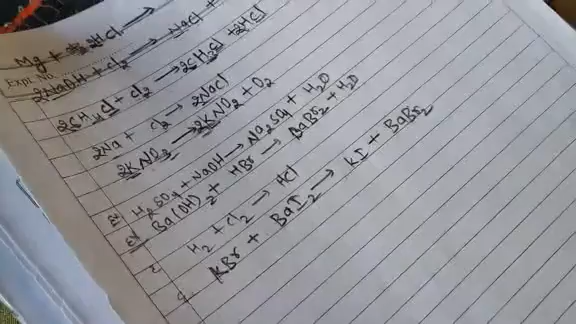 Mg + 2HCl →
Expt. No.
2NaOH + Cl2 → NaCl +
+ Cl2 → 2CH3Cl + 2HCl
2Na + Cl2 → 2NaCl
2KNO3 → 2KNO2 + O2
H2SO4 + NaOH → Na2SO4 + H2O
Ba(OH)2 + HBr → BaBr2 + H2O
H2 + Cl2 → HCl
KBr + BaI2 → KI + BaBr2